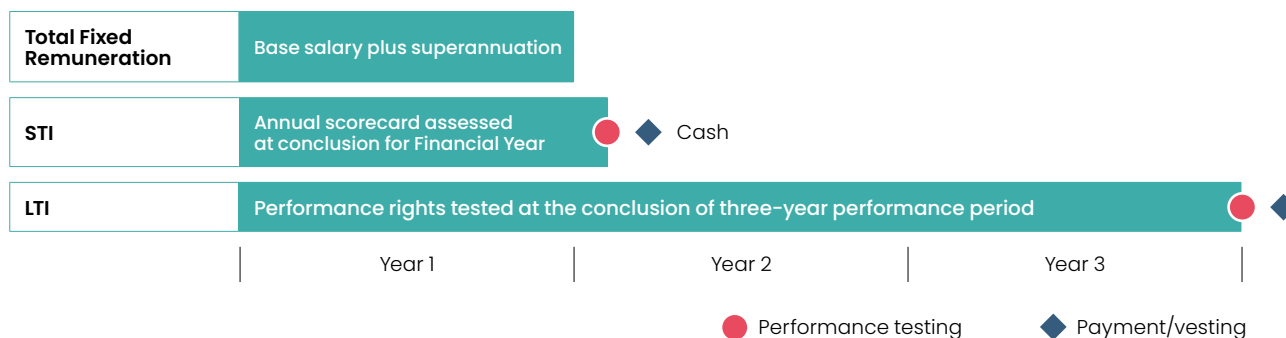 Total Fixed
Remuneration
Base salary plus superannuation
STI
Annual scorecard assessed
at conclusion for Financial Year
Cash
LTI
Performance rights tested at the conclusion of three-year performance period
Year 1
Year 2
Year 3
Performance testing
Payment/vesting